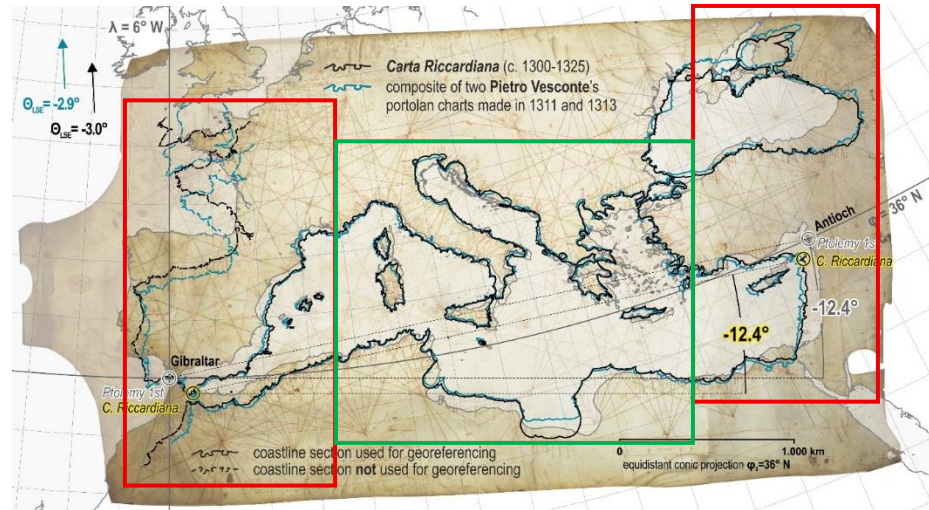 λ = 6° W
ΘLSE= -2.9°
ΘLSE= -3.0°
Carta Riccardiana (c. 1300-1325)
composite of two Pietro Vesconte's
portolan charts made in 1311 and 1313
φ = 36° N
Antioch
Ptolemy 1st
C. Riccardiana
-12.4°
-12.4°
Gibraltar
Ptolemy 1st
C. Riccardiana
coastline section used for georeferencing
coastline section not used for georeferencing
0 1.000 km
equidistant conic projection φ₀=36° N